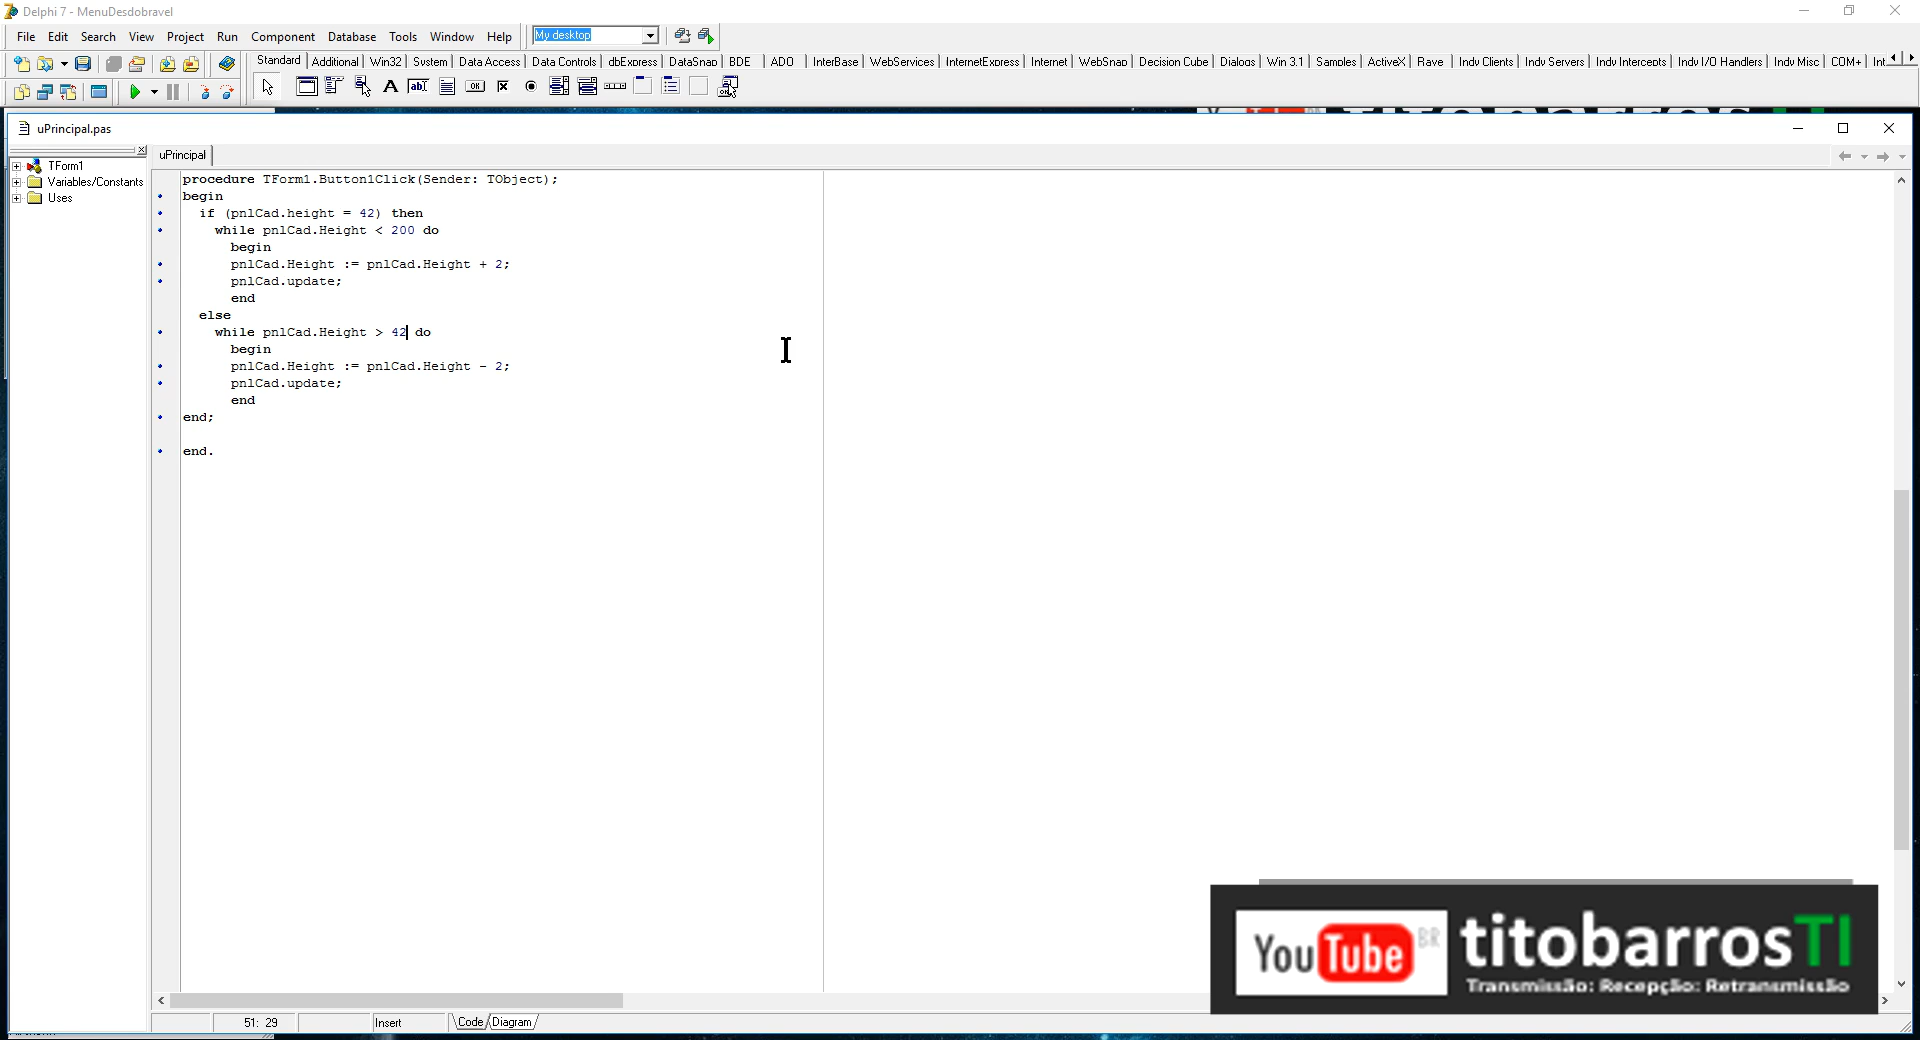 Delphi 7 - MenuDesdobravel
File Edit Search View Project Run Component Database Tools Window Help My desktop
Standard Additional Win32 System Data Access Data Controls dbExpress DataSnap BDE ADO InterBase WebServices InternetExpress Internet WebSnap Decision Cube Dialogs Win 3.1 Samples ActiveX Rave Indy Clients Indy Servers Indy Intercepts Indy I/O Handlers Indy Misc COM+ Int
uPrincipal.pas
uPrincipal
TForm1
Variables/Constants
Uses
procedure TForm1.Button1Click(Sender: TObject);
begin
if (pnlCad.height = 42) then
while pnlCad.Height < 200 do
begin
pnlCad.Height := pnlCad.Height + 2;
pnlCad.update;
end
else
while pnlCad.Height > 42 do
begin
pnlCad.Height := pnlCad.Height - 2;
pnlCad.update;
end
end;
end.
YouTube BR
titobarrosTI
Transmissão: Recepção: Retransmissão
51: 29 Insert Code Diagram